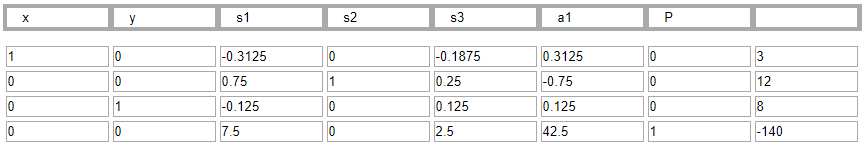 x y s1 s2 s3 a1 P
1 0 -0.3125 0 -0.1875 0.3125 0 3
0 0 0.75 1 0.25 -0.75 0 12
0 1 -0.125 0 0.125 0.125 0 8
0 0 7.5 0 2.5 42.5 1 -140